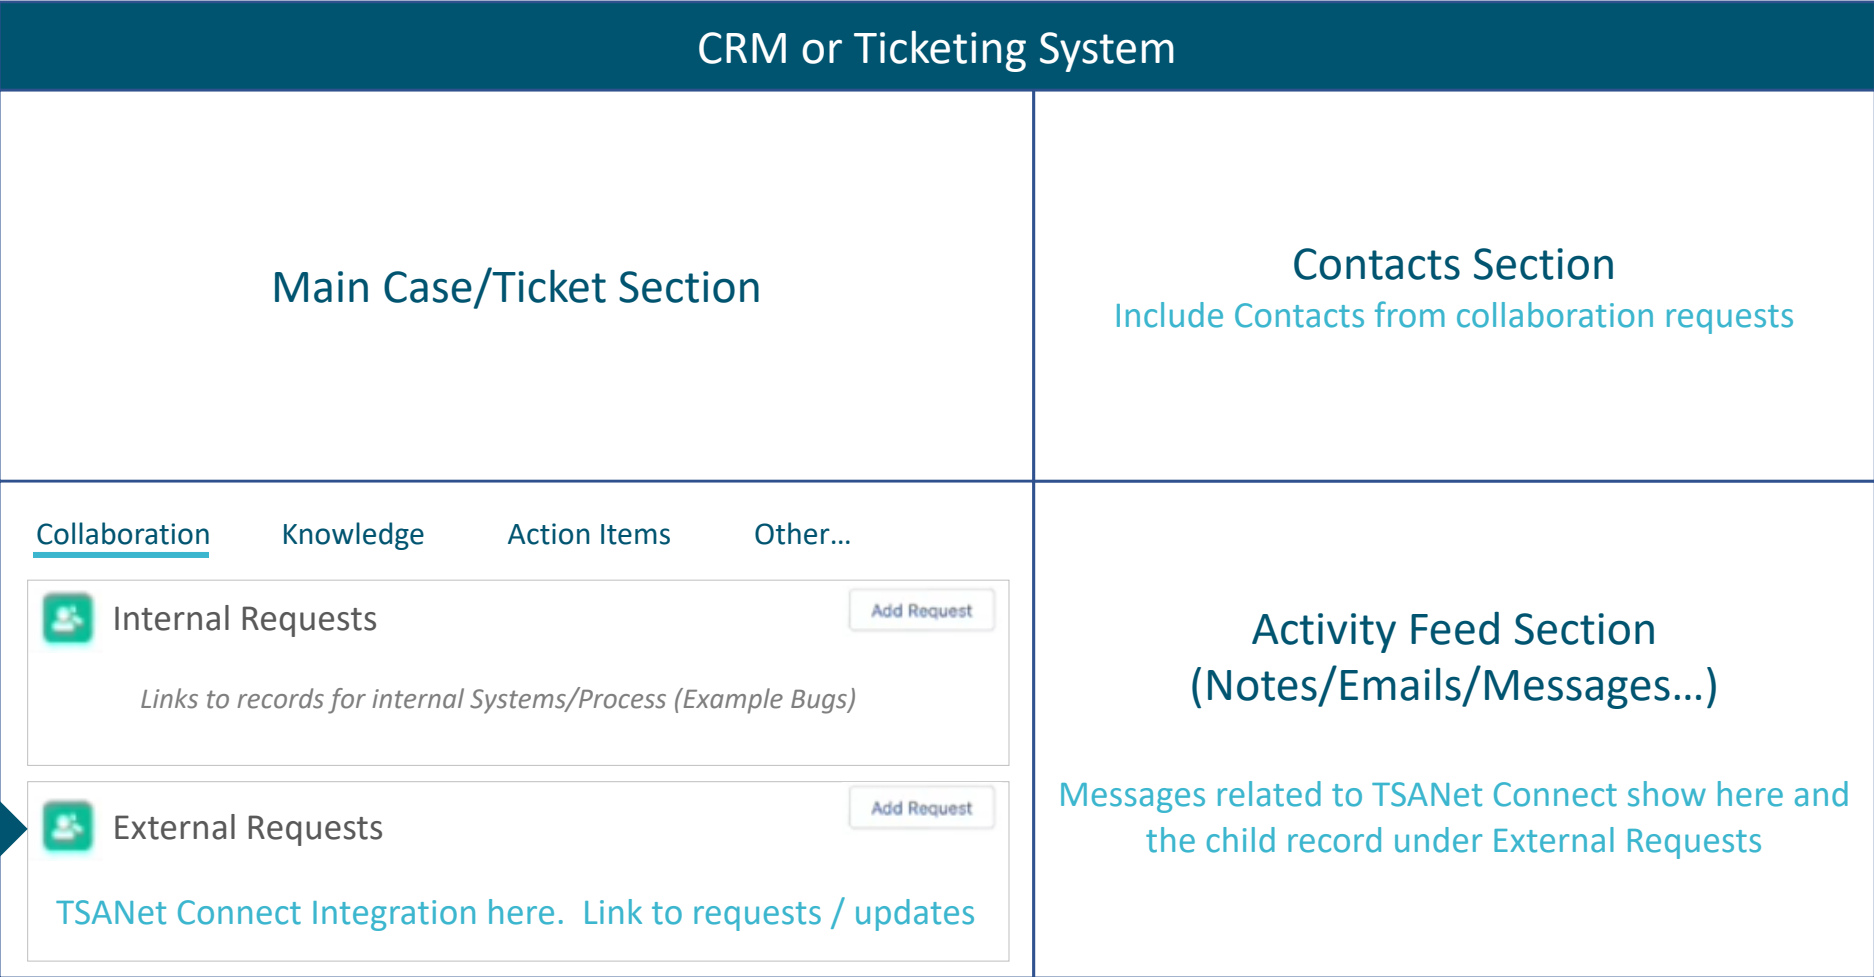 CRM or Ticketing System
Main Case/Ticket Section
Contacts Section
Include Contacts from collaboration requests
Collaboration Knowledge Action Items Other...
Internal Requests Add Request
Links to records for internal Systems/Process (Example Bugs)
External Requests Add Request
TSANet Connect Integration here.  Link to requests / updates
Activity Feed Section
(Notes/Emails/Messages...)
Messages related to TSANet Connect show here and
the child record under External Requests